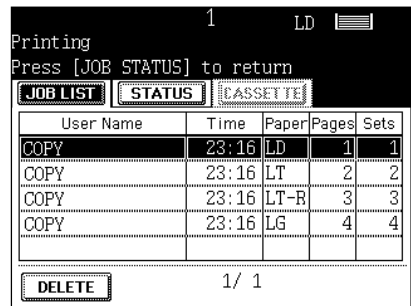 1 LD
Printing
Press [JOB STATUS] to return
JOB LIST STATUS CASSETTE
User Name Time Paper Pages Sets
COPY 23:16 LD 1 1
COPY 23:16 LT 2 2
COPY 23:16 LT-R 3 3
COPY 23:16 LG 4 4
DELETE 1/ 1